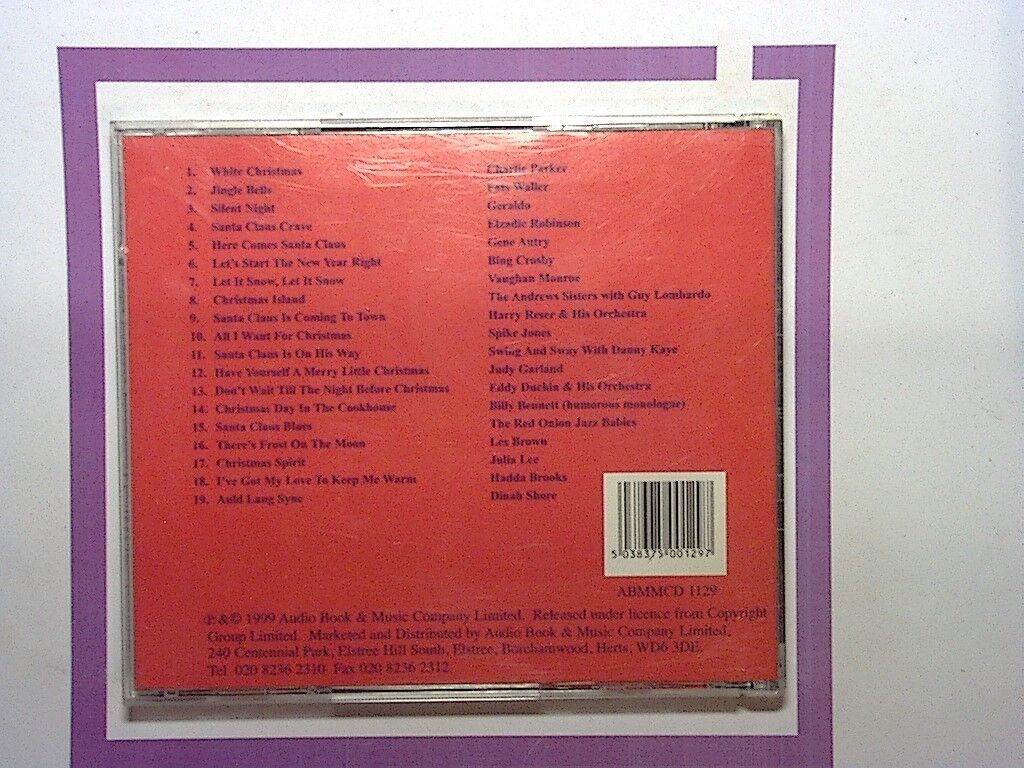 1. White Christmas Charlie Parker
2. Jingle Bells Fats Waller
3. Silent Night Geraldo
4. Santa Claus Crave Elzadie Robinson
5. Here Comes Santa Claus Gene Autry
6. Let's Start The New Year Right Bing Crosby
7. Let It Snow, Let It Snow Vaughan Monroe
8. Christmas Island The Andrews Sisters with Guy Lombardo
9. Santa Claus Is Coming To Town Harry Reser & His Orchestra
10. All I Want For Christmas Spike Jones
11. Santa Claus Is On His Way Swing And Sway With Danny Kaye
12. Have Yourself A Merry Little Christmas Judy Garland
13. Don't Wait Till The Night Before Christmas Eddy Duchin & His Orchestra
14. Christmas Day In The Cookhouse Billy Bennett (humorous monologue)
15. Santa Claus Blues The Red Onion Jazz Babies
16. There's Frost On The Moon Les Brown
17. Christmas Spirit Julia Lee
18. I've Got My Love To Keep Me Warm Hadda Brooks
19. Auld Lang Syne Dinah Shore
5 038375 001297
ABMMCD 1129
P&© 1999 Audio Book & Music Company Limited. Released under licence from Copyright
Group Limited. Marketed and Distributed by Audio Book & Music Company Limited,
240 Centennial Park, Elstree Hill South, Elstree, Borehamwood, Herts, WD6 3DE.
Tel 020 8236 2310 Fax 020 8236 2312